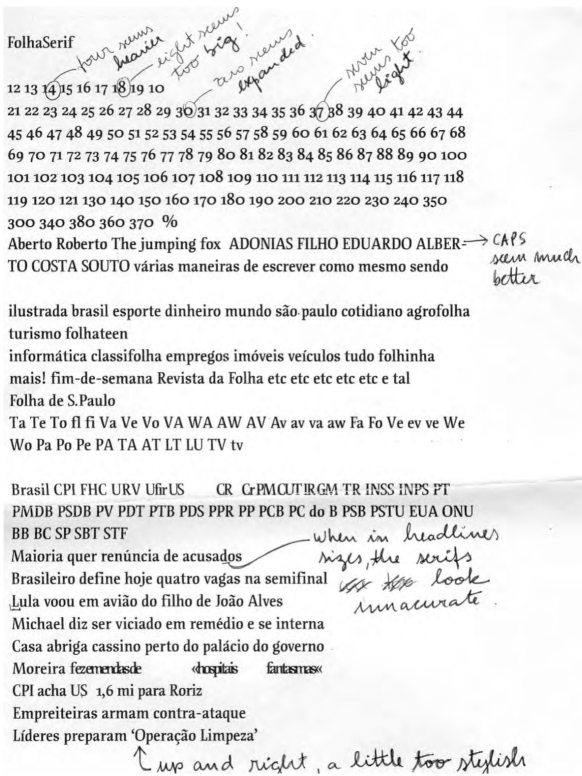 FolhaSerif
four seems heavier
eight seems too big!
zero seems expanded
seven seems too light.
12 13 14 15 16 17 18 19 10
21 22 23 24 25 26 27 28 29 30 31 32 33 34 35 36 37 38 39 40 41 42 43 44
45 46 47 48 49 50 51 52 53 54 55 56 57 58 59 60 61 62 63 64 65 66 67 68
69 70 71 72 73 74 75 76 77 78 79 80 81 82 83 84 85 86 87 88 89 90 100
101 102 103 104 105 106 107 108 109 110 111 112 113 114 115 116 117 118
119 120 121 130 140 150 160 170 180 190 200 210 220 230 240 350
300 340 380 360 370 %
Aberto Roberto The jumping fox ADONIAS FILHO EDUARDO ALBER-
TO COSTA SOUTO várias maneiras de escrever como mesmo sendo
CAPS
seem much
better
ilustrada brasil esporte dinheiro mundo são paulo cotidiano agrofolha
turismo folhateen
informática classifolha empregos imóveis veículos tudo folhinha
mais! fim-de-semana Revista da Folha etc etc etc etc etc e tal
Folha de S.Paulo
Ta Te To fl fi Va Ve Vo VA WA AW AV Av av va aw Fa Fo Ve ev ve We
Wo Pa Po Pe PA TA AT LT LU TV tv
Brasil CPI FHC URV Ufir US CR Cr PM CUT IR GM TR INSS INPS PT
PMDB PSDB PV PDT PTB PDS PPR PP PCB PC do B PSB PSTU EUA ONU
BB BC SP SBT STF
when in headlines
sizes, the serifs
look
innacurate.
Maioria quer renúncia de acusados
Brasileiro define hoje quatro vagas na semifinal
Lula voou em avião do filho de João Alves
Michael diz ser viciado em remédio e se interna
Casa abriga cassino perto do palácio do governo
Moreira fez emendas de «hospitais fantasmas«
CPI acha US 1,6 mi para Roriz
Empreiteiras armam contra-ataque
Líderes preparam ‘Operação Limpeza’
up and right, a little too stylish